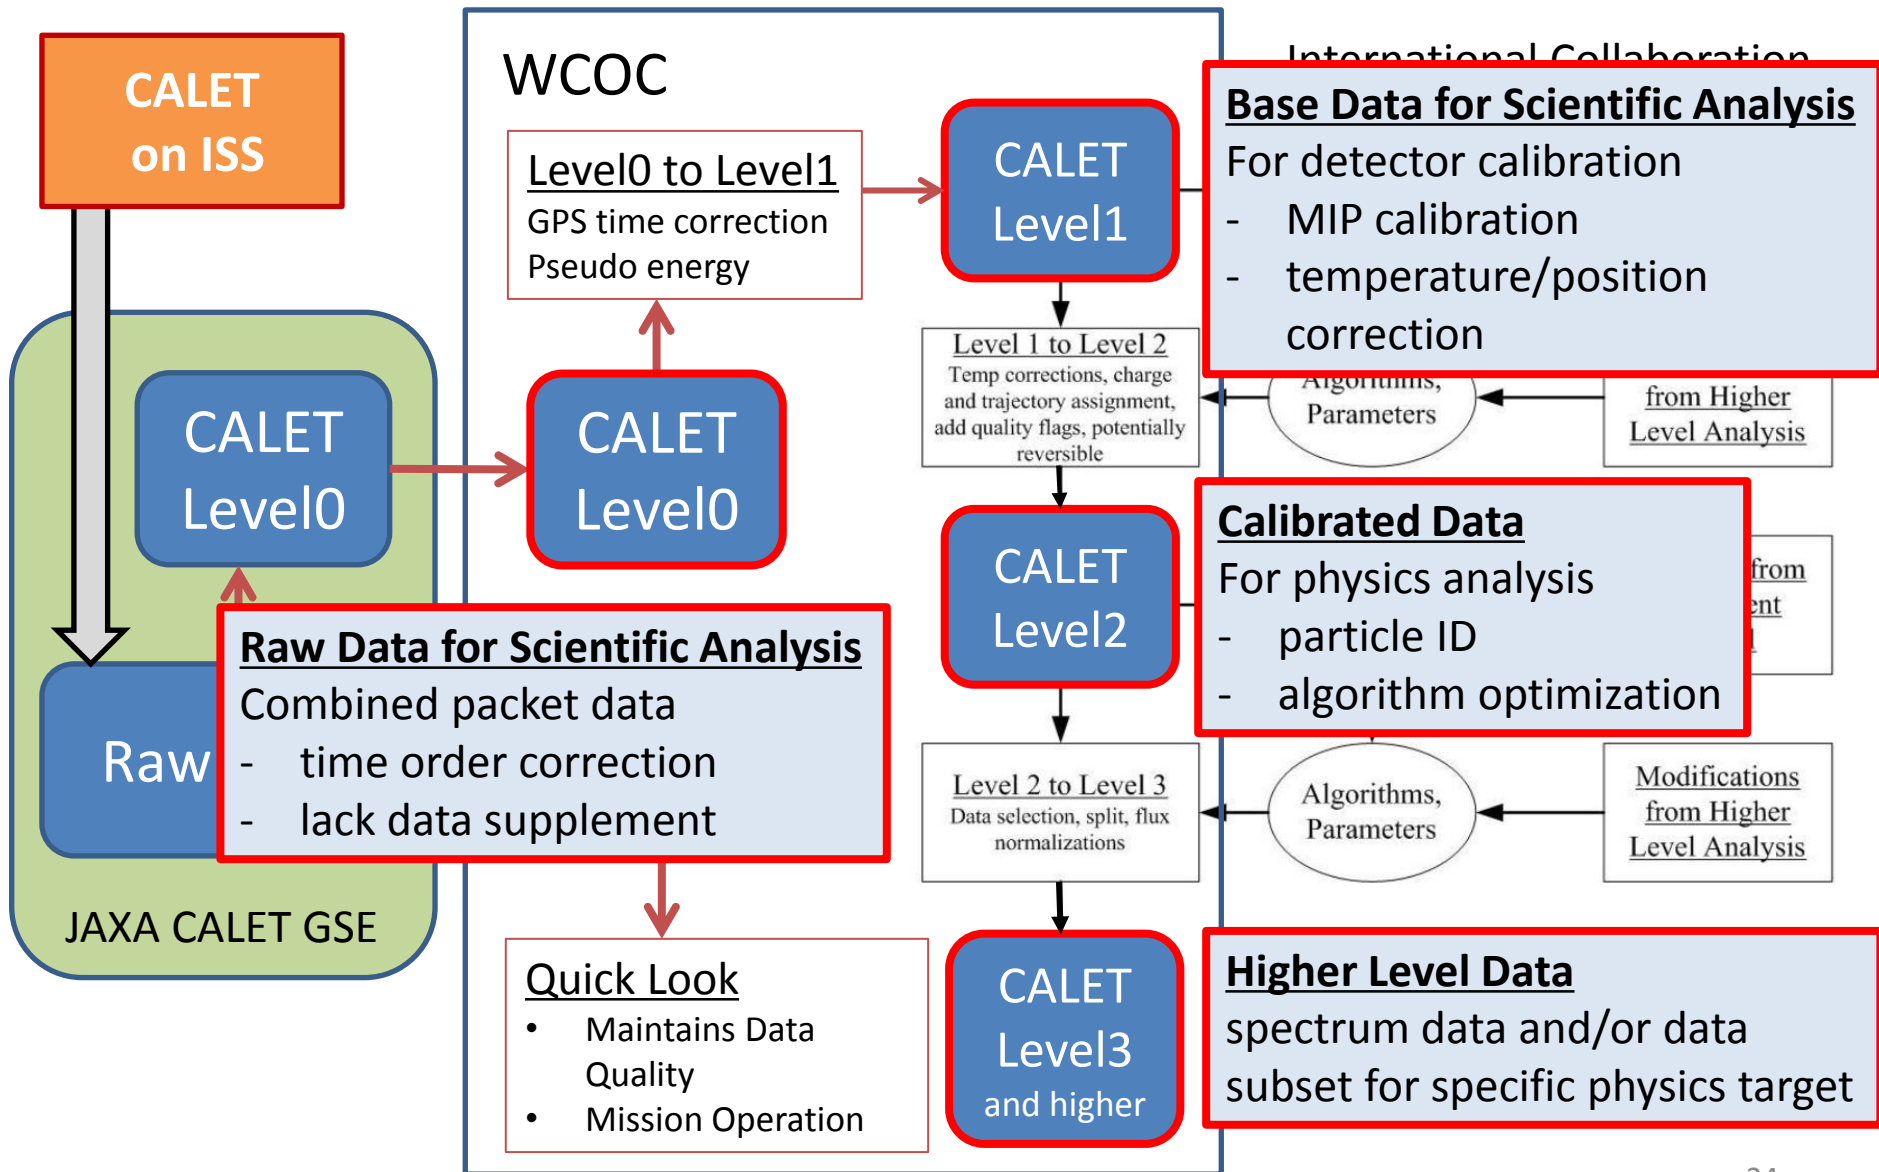 CALET
on ISS
WCOC
International Collaboration
Level0 to Level1
GPS time correction
Pseudo energy
CALET
Level1
Base Data for Scientific Analysis
For detector calibration
- MIP calibration
- temperature/position
correction
CALET
Level0
CALET
Level0
Level 1 to Level 2
Temp corrections, charge
and trajectory assignment,
add quality flags, potentially
reversible
Algorithms,
Parameters
from Higher
Level Analysis
CALET
Level2
Calibrated Data
For physics analysis
- particle ID
- algorithm optimization
from
Raw
Raw Data for Scientific Analysis
Combined packet data
- time order correction
- lack data supplement
JAXA CALET GSE
Level 2 to Level 3
Data selection, split, flux
normalizations
Algorithms,
Parameters
Modifications
from Higher
Level Analysis
Quick Look
• Maintains Data
Quality
• Mission Operation
CALET
Level3
and higher
Higher Level Data
spectrum data and/or data
subset for specific physics target